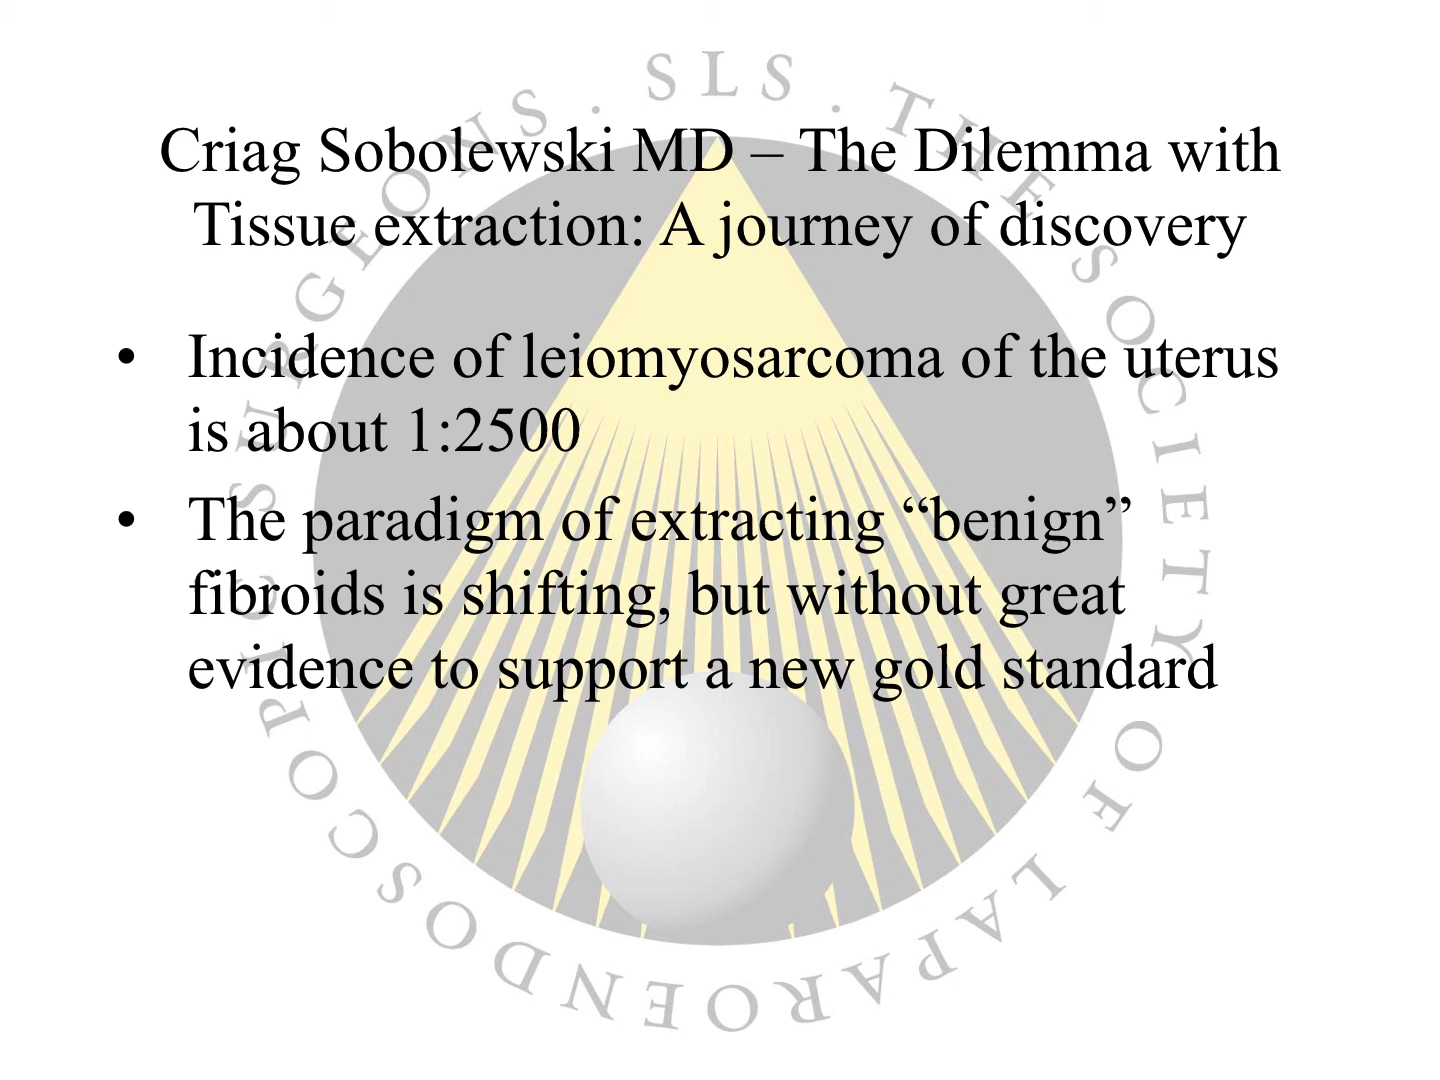 Criag Sobolewski MD – The Dilemma with
Tissue extraction: A journey of discovery
• Incidence of leiomyosarcoma of the uterus
is about 1:2500
• The paradigm of extracting “benign”
fibroids is shifting, but without great
evidence to support a new gold standard
SLS . THE SOCIETY OF LAPAROENDOSCOPIC SURGEONS .